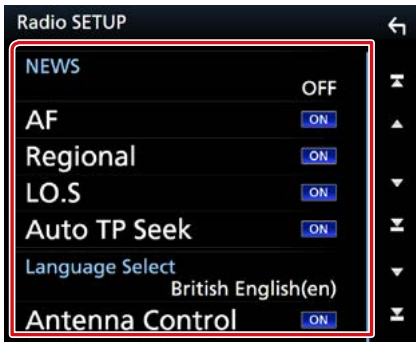 Radio SETUP
NEWS
OFF
AF ON
Regional ON
LO.S ON
Auto TP Seek ON
Language Select
British English(en)
Antenna Control ON